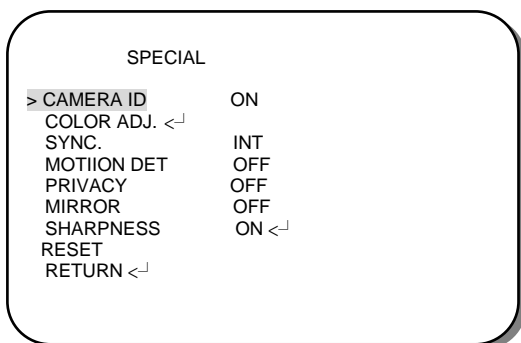 SPECIAL
> CAMERA ID ON
COLOR ADJ. <┘
SYNC. INT
MOTIION DET OFF
PRIVACY OFF
MIRROR OFF
SHARPNESS ON <┘
RESET
RETURN <┘